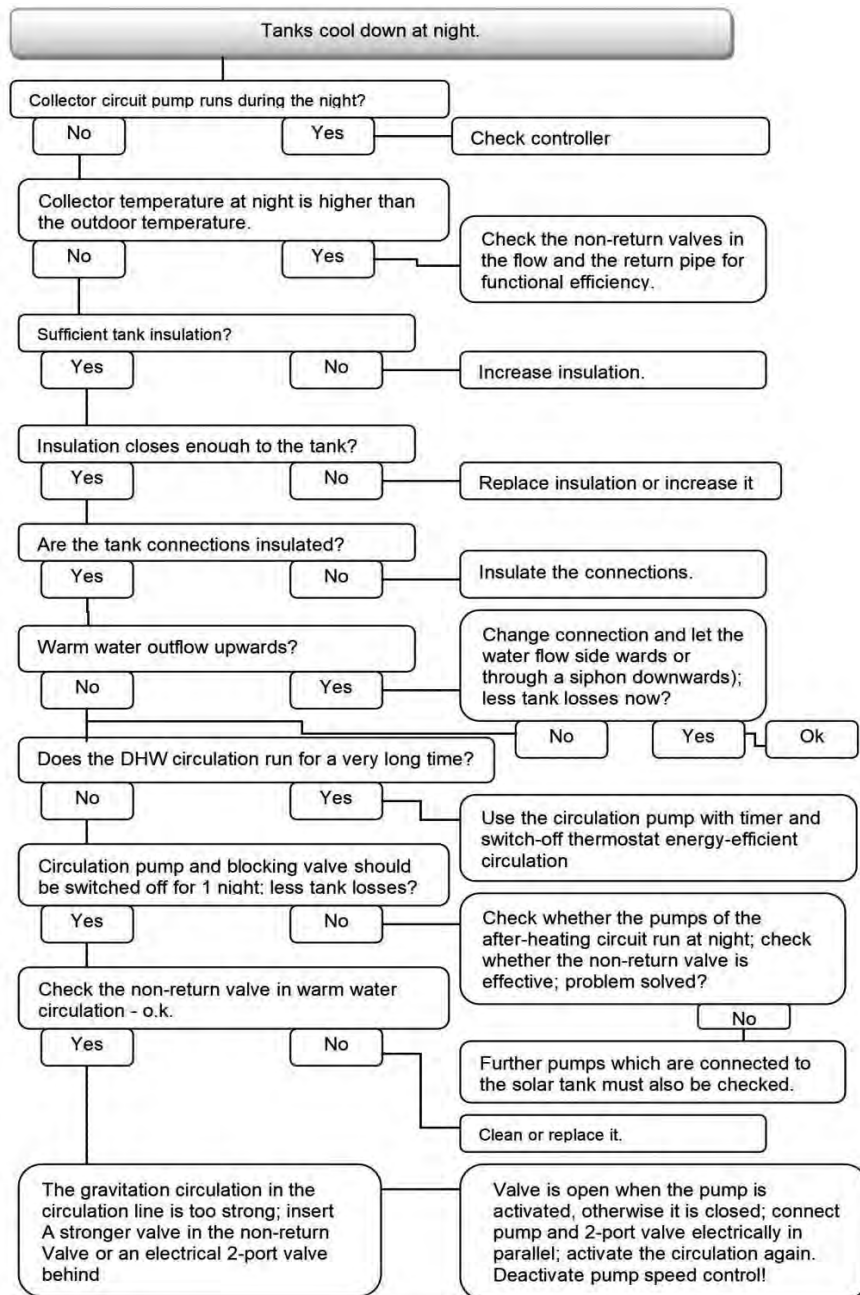 Tanks cool down at night.
Collector circuit pump runs during the night?
No
Yes
Check controller
Collector temperature at night is higher than
the outdoor temperature.
No
Yes
Check the non-return valves in
the flow and the return pipe for
functional efficiency.
Sufficient tank insulation?
Yes
No
Increase insulation.
Insulation closes enough to the tank?
Yes
No
Replace insulation or increase it
Are the tank connections insulated?
Yes
No
Insulate the connections.
Warm water outflow upwards?
No
Yes
Change connection and let the
water flow side wards or
through a siphon downwards);
less tank losses now?
No
Yes
Ok
Does the DHW circulation run for a very long time?
No
Yes
Use the circulation pump with timer and
switch-off thermostat energy-efficient
circulation
Circulation pump and blocking valve should
be switched off for 1 night: less tank losses?
Yes
No
Check whether the pumps of the
after-heating circuit run at night; check
whether the non-return valve is
effective; problem solved?
No
Further pumps which are connected to
the solar tank must also be checked.
Check the non-return valve in warm water
circulation - o.k.
Yes
No
Clean or replace it.
The gravitation circulation in the
circulation line is too strong; insert
A stronger valve in the non-return
Valve or an electrical 2-port valve
behind
Valve is open when the pump is
activated, otherwise it is closed; connect
pump and 2-port valve electrically in
parallel; activate the circulation again.
Deactivate pump speed control!